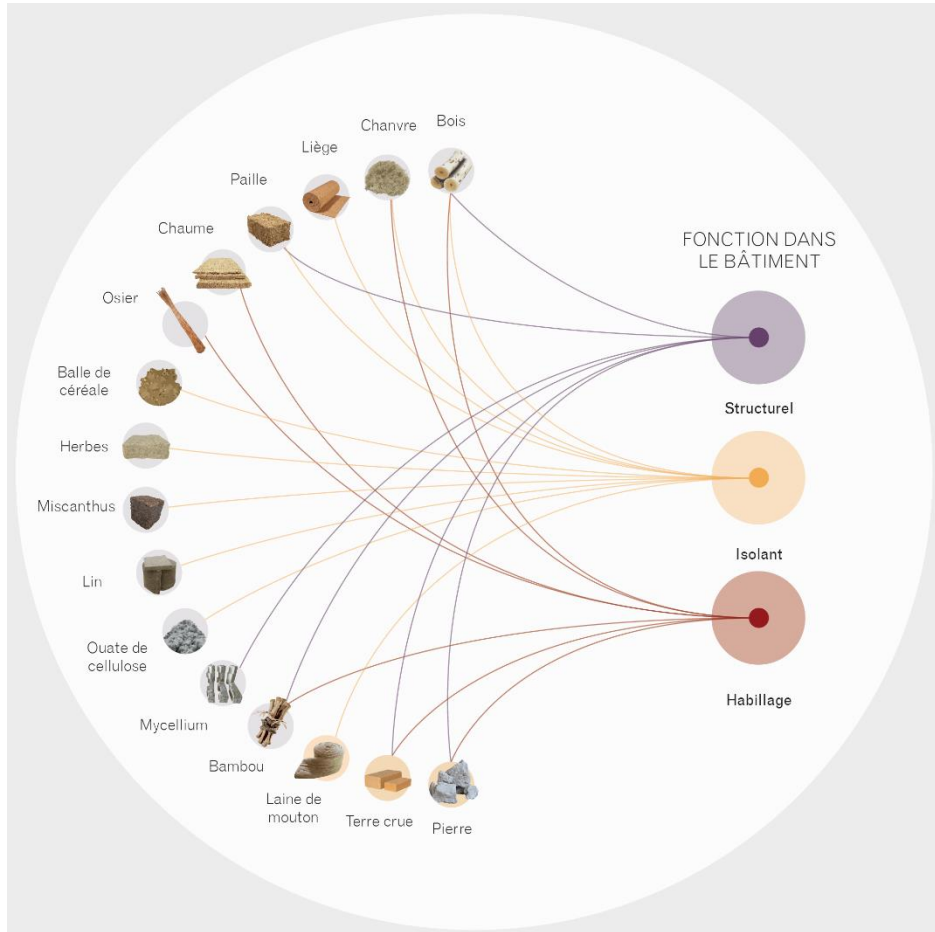 Bois
Chanvre
Liège
Paille
Chaume
Osier
Balle de
céréale
Herbes
Miscanthus
Lin
Ouate de
cellulose
Mycellium
Bambou
Laine de
mouton
Terre crue
Pierre
FONCTION DANS
LE BÂTIMENT
Structurel
Isolant
Habillage